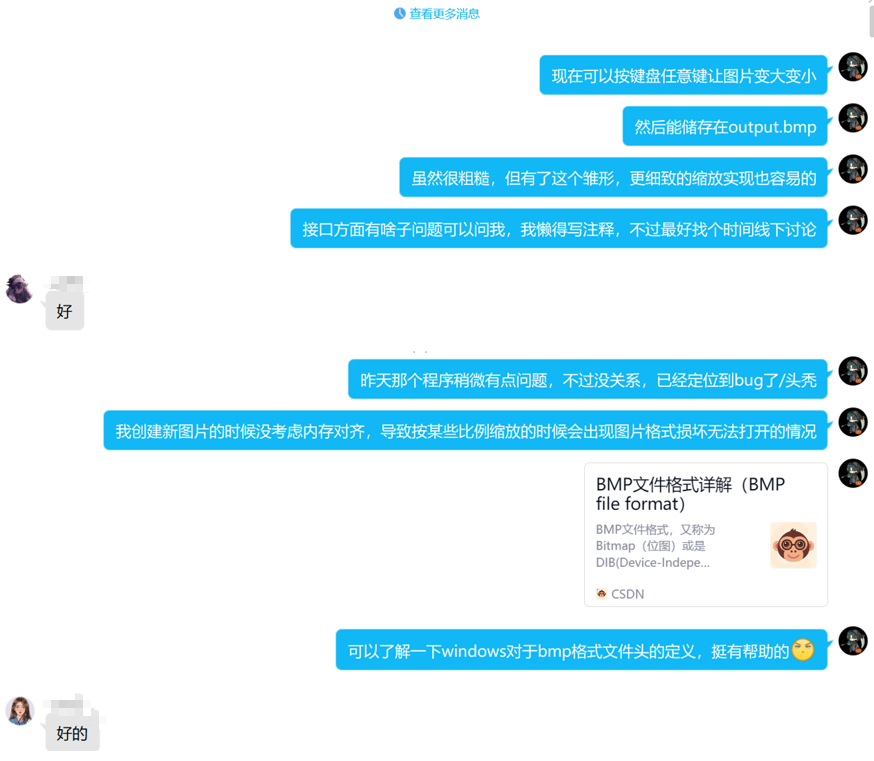 查看更多消息
现在可以按键盘任意键让图片变大变小
然后能储存在output.bmp
虽然很粗糙，但有了这个雏形，更细致的缩放实现也容易的
接口方面有啥子问题可以问我，我懒得写注释，不过最好找个时间线下讨论
好
昨天那个程序稍微有点问题，不过没关系，已经定位到bug了/头秃
我创建新图片的时候没考虑内存对齐，导致按某些比例缩放的时候会出现图片格式损坏无法打开的情况
BMP文件格式详解（BMP
file format）
BMP文件格式，又称为
Bitmap（位图）或是
DIB(Device-Indepe...
CSDN
可以了解一下windows对于bmp格式文件头的定义，挺有帮助的
好的